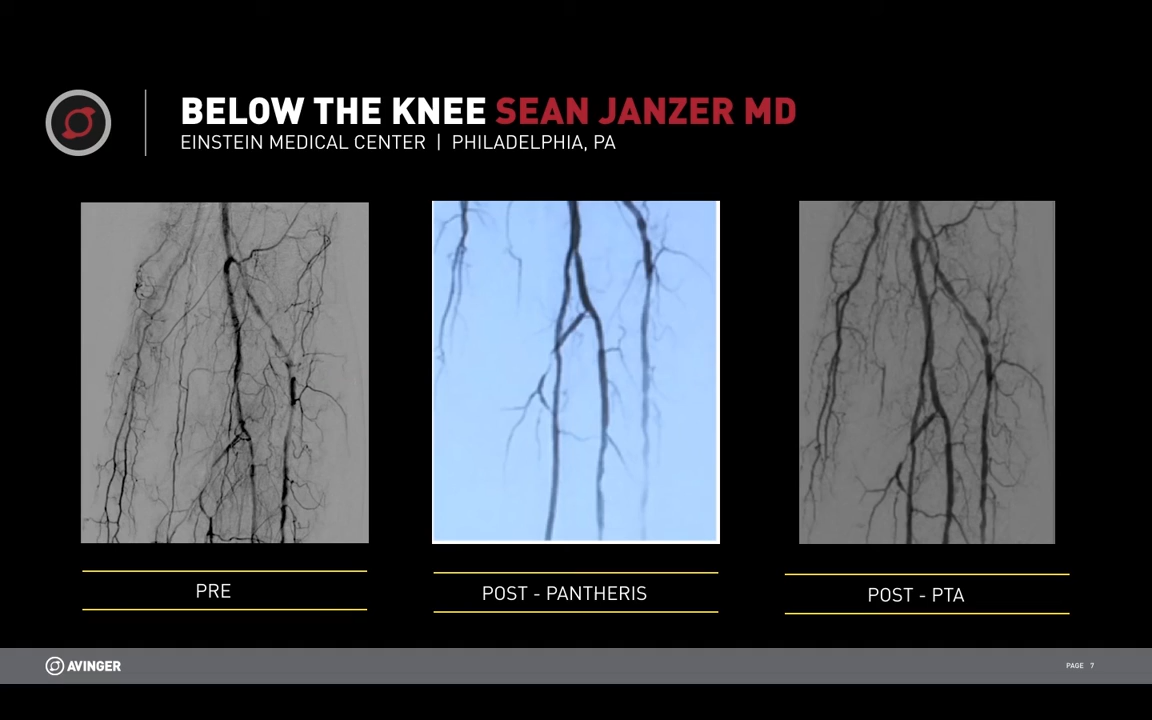 BELOW THE KNEE SEAN JANZER MD
EINSTEIN MEDICAL CENTER | PHILADELPHIA, PA
PRE
POST - PANTHERIS
POST - PTA
AVINGER
PAGE 7